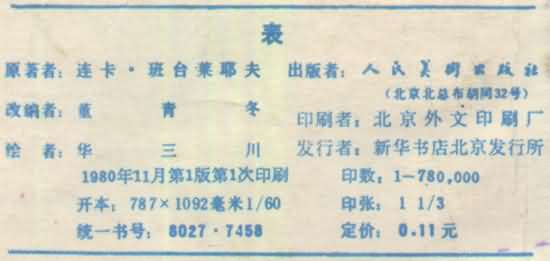 表
原著者：连卡·班台莱耶夫
改编者：董青冬
绘者：华三川
1980年11月第1版第1次印刷
开本：787×1092毫米1/60
统一书号：8027·7458
出版者：人民美术出版社
（北京北总布胡同32号）
印刷者：北京外文印刷厂
发行者：新华书店北京发行所
印数：1—780,000
印张：1 1/3
定价：0.11元